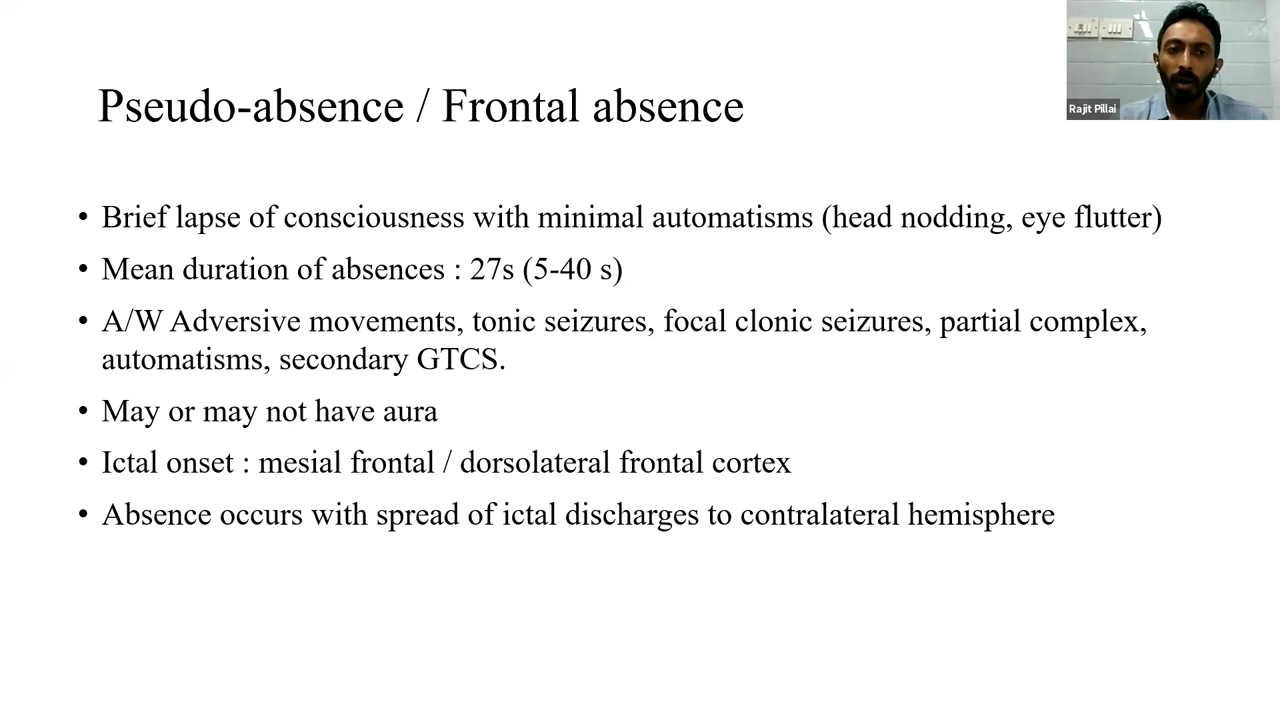 Pseudo-absence / Frontal absence
Rajit Pillai
• Brief lapse of consciousness with minimal automatisms (head nodding, eye flutter)
• Mean duration of absences : 27s (5-40 s)
• A/W Adversive movements, tonic seizures, focal clonic seizures, partial complex,
automatisms, secondary GTCS.
• May or may not have aura
• Ictal onset : mesial frontal / dorsolateral frontal cortex
• Absence occurs with spread of ictal discharges to contralateral hemisphere